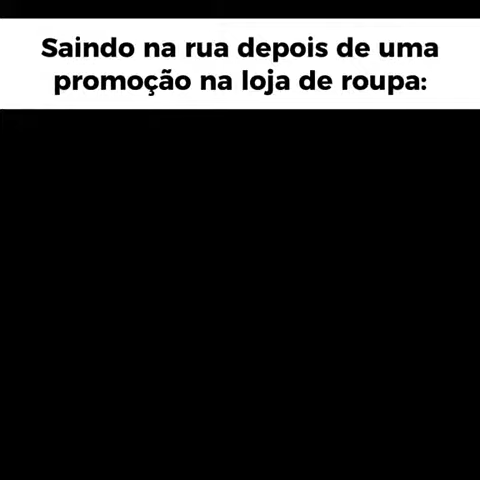 Saindo na rua depois de uma
promoção na loja de roupa: